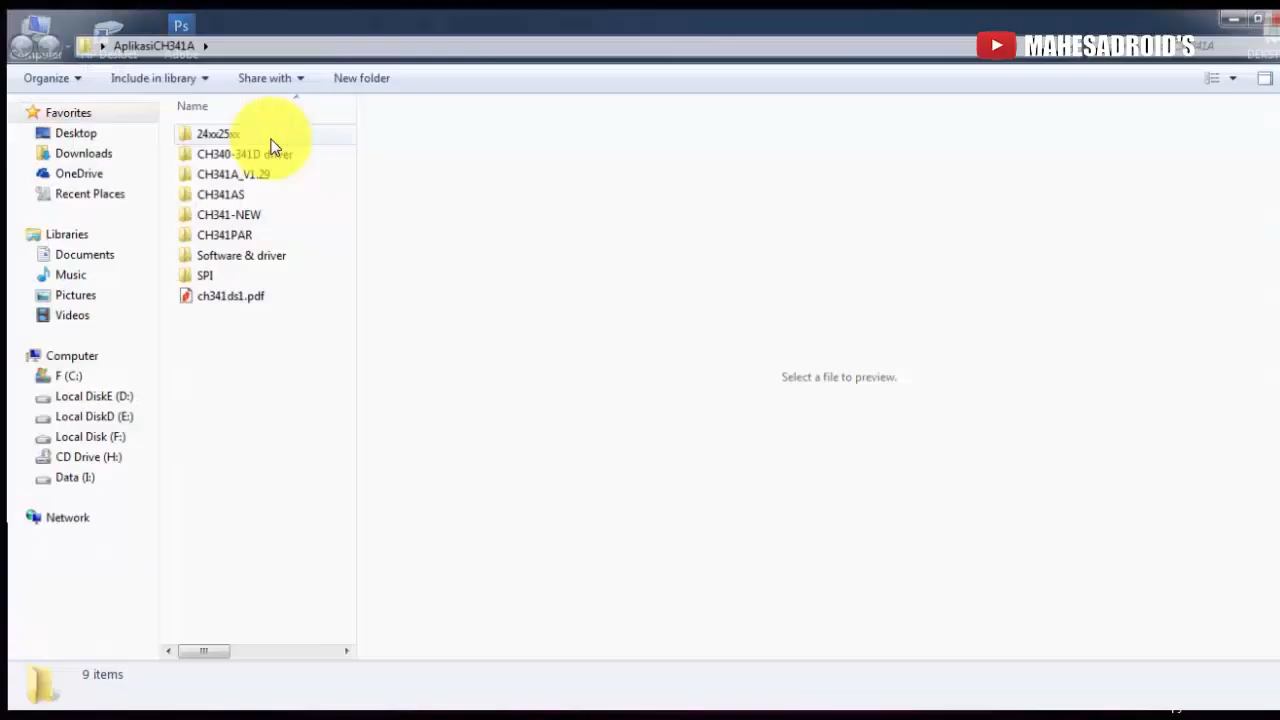 Ps
AplikasiCH341A
MAHESADROID'S
Organize
Include in library
Share with
New folder
Favorites
Desktop
Downloads
OneDrive
Recent Places
Libraries
Documents
Music
Pictures
Videos
Computer
F (C:)
Local DiskE (D:)
Local DiskD (E:)
Local Disk (F:)
CD Drive (H:)
Data (I:)
Network
Name
24xx25xx
CH340-341D driver
CH341A_V1.29
CH341AS
CH341-NEW
CH341PAR
Software & driver
SPI
ch341ds1.pdf
Select a file to preview.
9 items